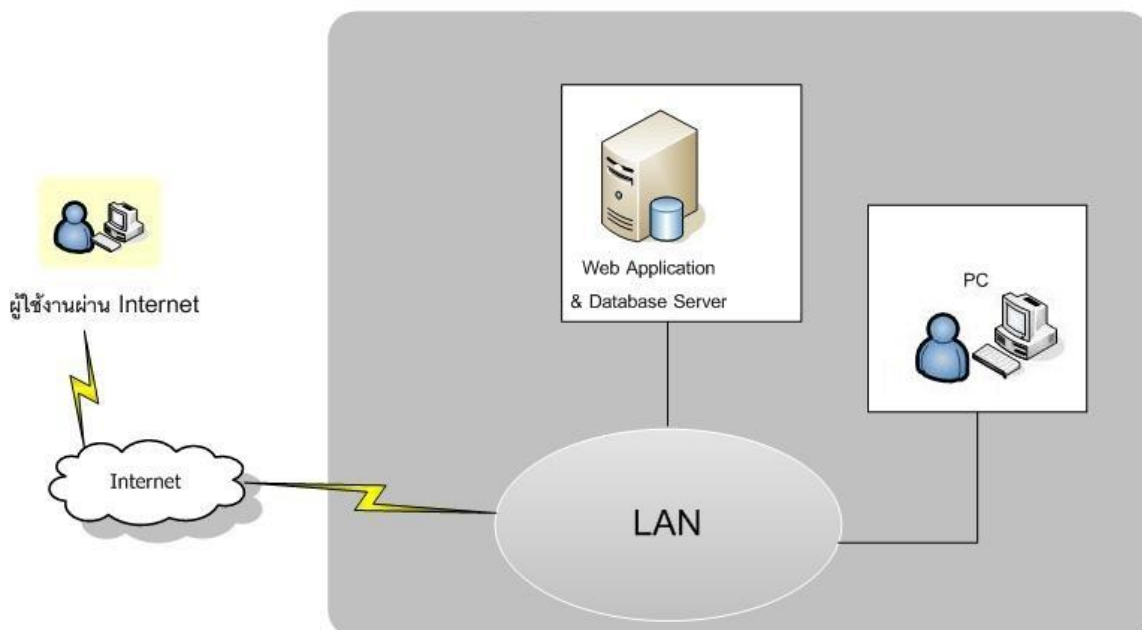 Web Application
& Database Server
PC
ผู้ใช้งานผ่าน Internet
Internet
LAN